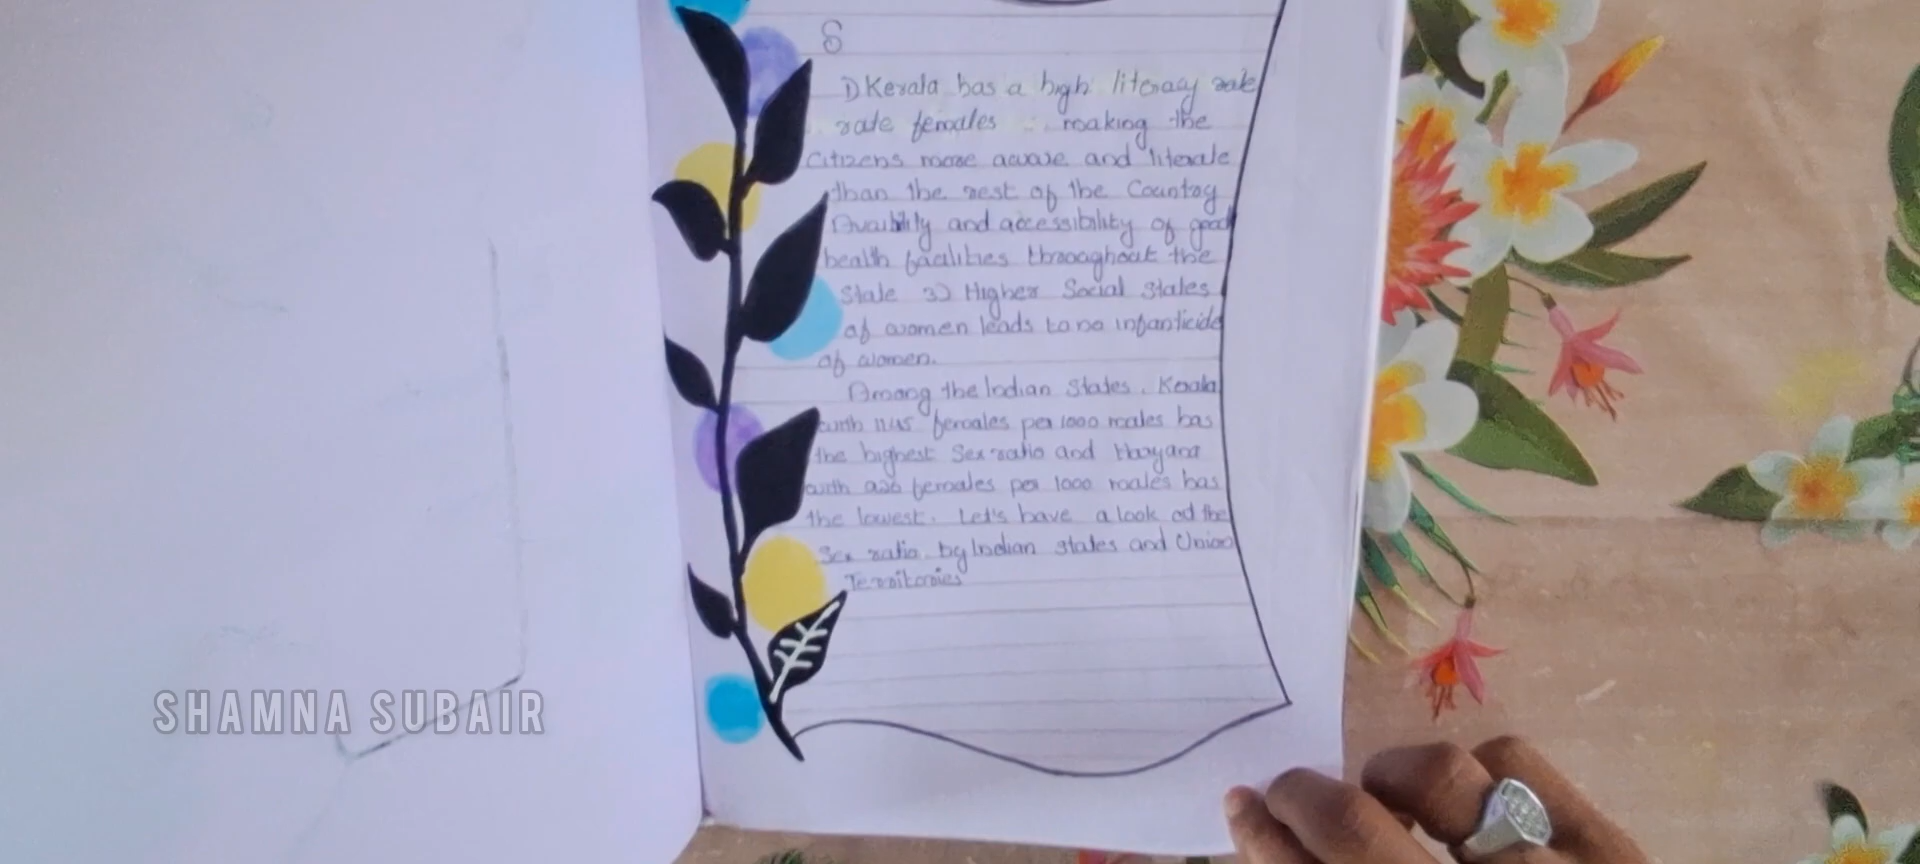 8
1) Kerala has a high literacy rate
rate females making the
Citizens more aware and literate
than the rest of the Country
Avaibility and accessibility of good
health facilities throughout the
State 3) Higher Social States
of women leads to no infanticide
of women.
Among the Indian States. Kerala
with 1145 females per 1000 males has
the highest Sex ratio and Haryana
with females per 1000 males has
the lowest. Let's have a look at the
Sex ratio by Indian states and Union
Territories
SHAMNA SUBAIR